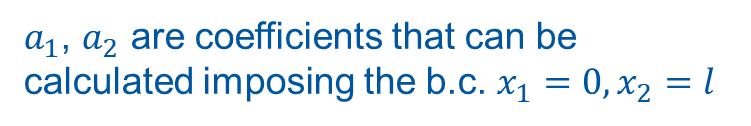 𝑎₁, 𝑎₂ are coefficients that can be
calculated imposing the b.c. 𝑥₁ = 0, 𝑥₂ = 𝑙